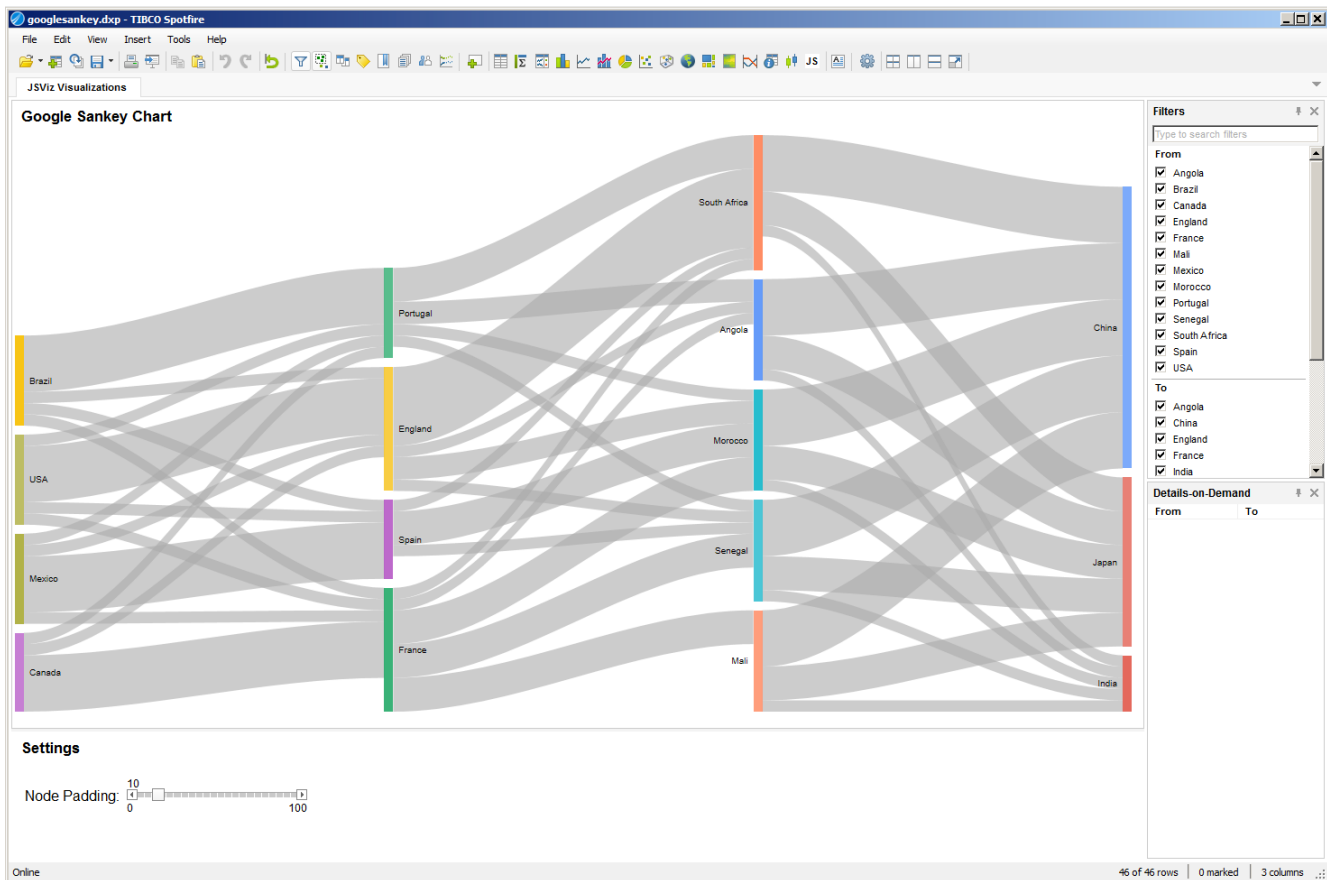 googlesankey.dxp - TIBCO Spotfire
File Edit View Insert Tools Help
JS
JSViz Visualizations
Google Sankey Chart
South Africa
Portugal
Angola
China
Brazil
England
Morocco
USA
Spain
Senegal
Japan
Mexico
France
Mali
Canada
India
Settings
10
Node Padding:
0 100
Filters
Type to search filters
From
Angola
Brazil
Canada
England
France
Mali
Mexico
Morocco
Portugal
Senegal
South Africa
Spain
USA
To
Angola
China
England
France
India
Details-on-Demand
From To
Online
46 of 46 rows 0 marked 3 columns